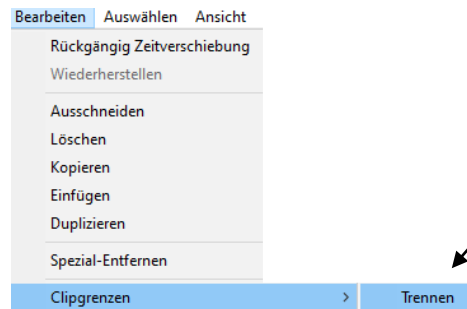 Bearbeiten Auswählen Ansicht
Rückgängig Zeitverschiebung
Wiederherstellen
Ausschneiden
Löschen
Kopieren
Einfügen
Duplizieren
Spezial-Entfernen
Clipgrenzen > Trennen